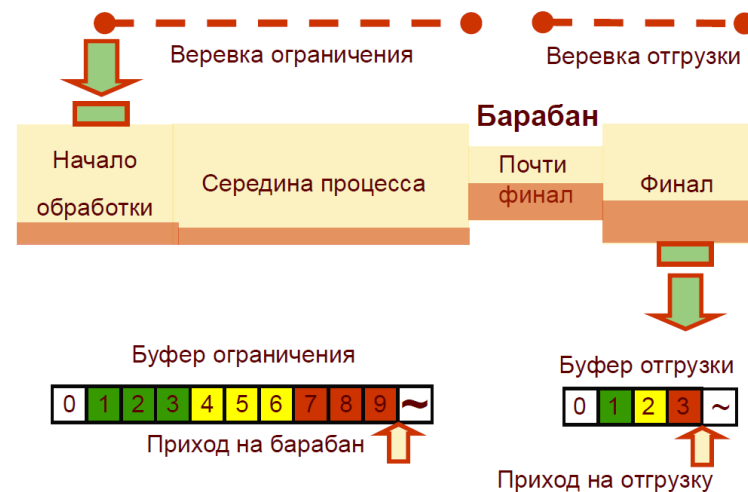 Веревка ограничения
Веревка отгрузки
Барабан
Начало
обработки
Середина процесса
Почти
финал
Финал
Буфер ограничения
0 1 2 3 4 5 6 7 8 9 ~
Приход на барабан
Буфер отгрузки
0 1 2 3 ~
Приход на отгрузку